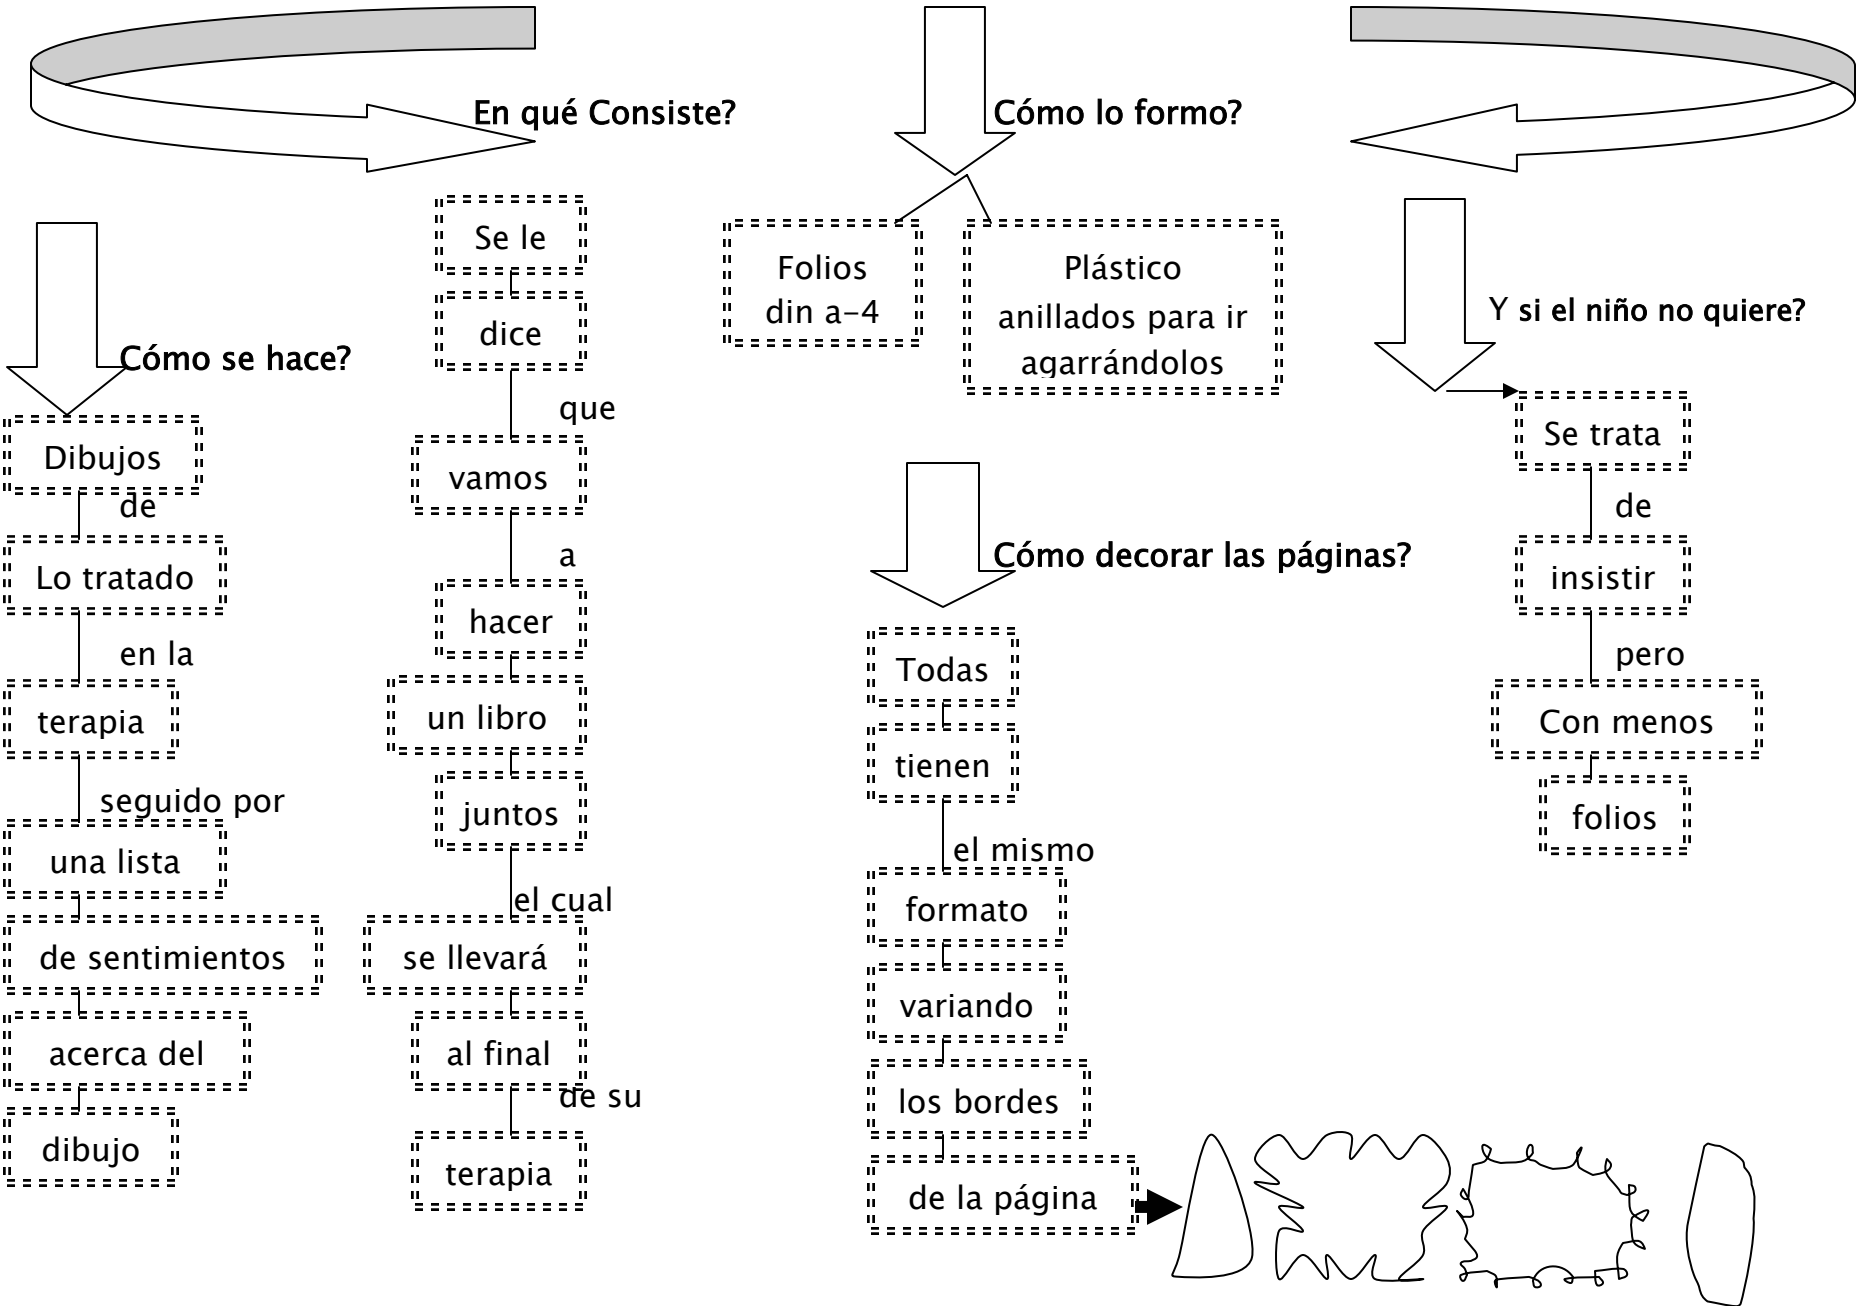 En qué Consiste?
Se le
dice
que
vamos
a
hacer
un libro
juntos
el cual
se llevará
al final
de su
terapia
Cómo se hace?
Dibujos
de
Lo tratado
en la
terapia
seguido por
una lista
de sentimientos
acerca del
dibujo
Cómo lo formo?
Folios
din a-4
Plástico
anillados para ir
agarrándolos
Cómo decorar las páginas?
Todas
tienen
el mismo
formato
variando
los bordes
de la página
Y si el niño no quiere?
Se trata
de
insistir
pero
Con menos
folios